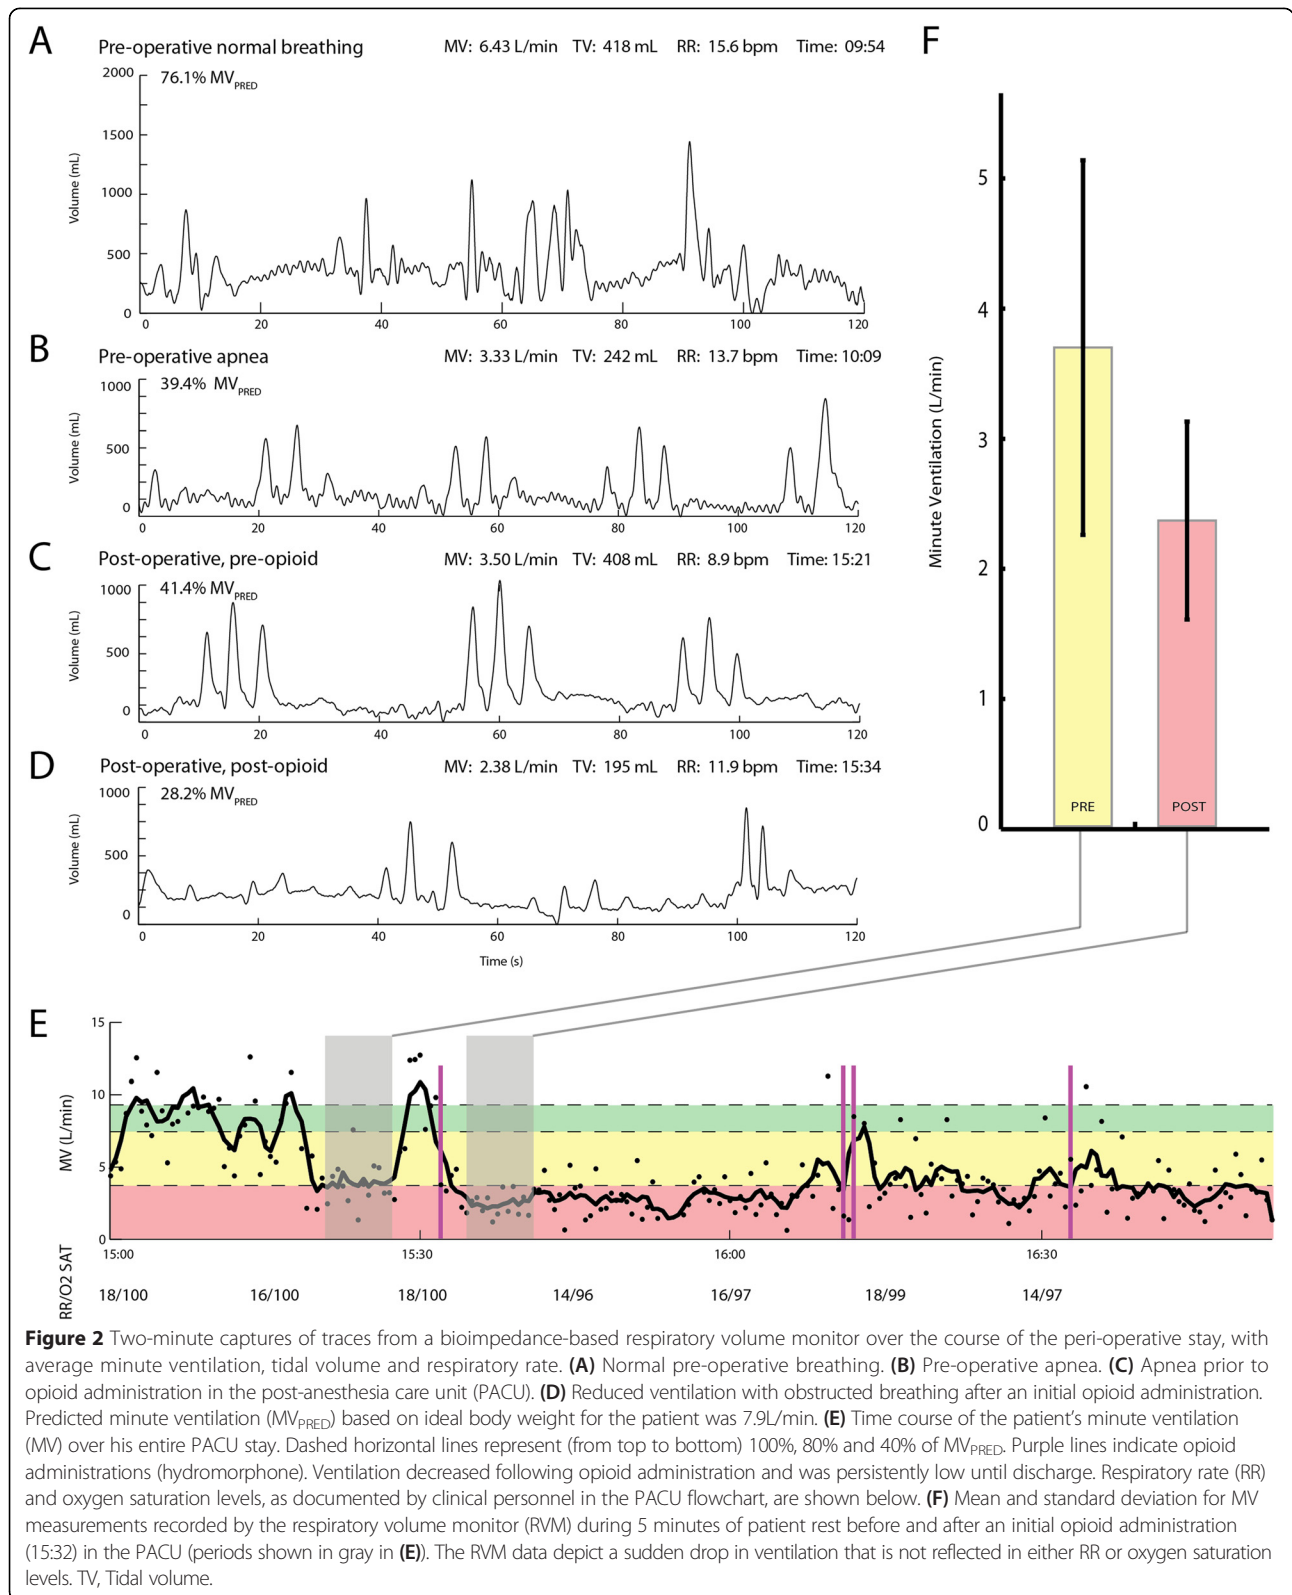 A
Pre-operative normal breathing
MV: 6.43 L/min TV: 418 mL RR: 15.6 bpm Time: 09:54
76.1% MVPRED
Volume (mL)
2000
1500
1000
500
0
0 20 40 60 80 100 120
B
Pre-operative apnea
MV: 3.33 L/min TV: 242 mL RR: 13.7 bpm Time: 10:09
39.4% MVPRED
Volume (mL)
1000
500
0
0 20 40 60 80 100 120
C
Post-operative, pre-opioid
MV: 3.50 L/min TV: 408 mL RR: 8.9 bpm Time: 15:21
41.4% MVPRED
Volume (mL)
1000
500
0
0 20 40 60 80 100 120
D
Post-operative, post-opioid
MV: 2.38 L/min TV: 195 mL RR: 11.9 bpm Time: 15:34
28.2% MVPRED
Volume (mL)
1000
500
0
0 20 40 60 80 100 120
Time (s)
F
Minute Ventilation (L/min)
5
4
3
2
1
0
PRE POST
E
MV (L/min)
15
10
5
0
15:00 15:30 16:00 16:30
RR/O2 SAT
18/100 16/100 18/100 14/96 16/97 18/99 14/97
Figure 2 Two-minute captures of traces from a bioimpedance-based respiratory volume monitor over the course of the peri-operative stay, with
average minute ventilation, tidal volume and respiratory rate. (A) Normal pre-operative breathing. (B) Pre-operative apnea. (C) Apnea prior to
opioid administration in the post-anesthesia care unit (PACU). (D) Reduced ventilation with obstructed breathing after an initial opioid administration.
Predicted minute ventilation (MVPRED) based on ideal body weight for the patient was 7.9L/min. (E) Time course of the patient's minute ventilation
(MV) over his entire PACU stay. Dashed horizontal lines represent (from top to bottom) 100%, 80% and 40% of MVPRED. Purple lines indicate opioid
administrations (hydromorphone). Ventilation decreased following opioid administration and was persistently low until discharge. Respiratory rate (RR)
and oxygen saturation levels, as documented by clinical personnel in the PACU flowchart, are shown below. (F) Mean and standard deviation for MV
measurements recorded by the respiratory volume monitor (RVM) during 5 minutes of patient rest before and after an initial opioid administration
(15:32) in the PACU (periods shown in gray in (E)). The RVM data depict a sudden drop in ventilation that is not reflected in either RR or oxygen saturation
levels. TV, Tidal volume.